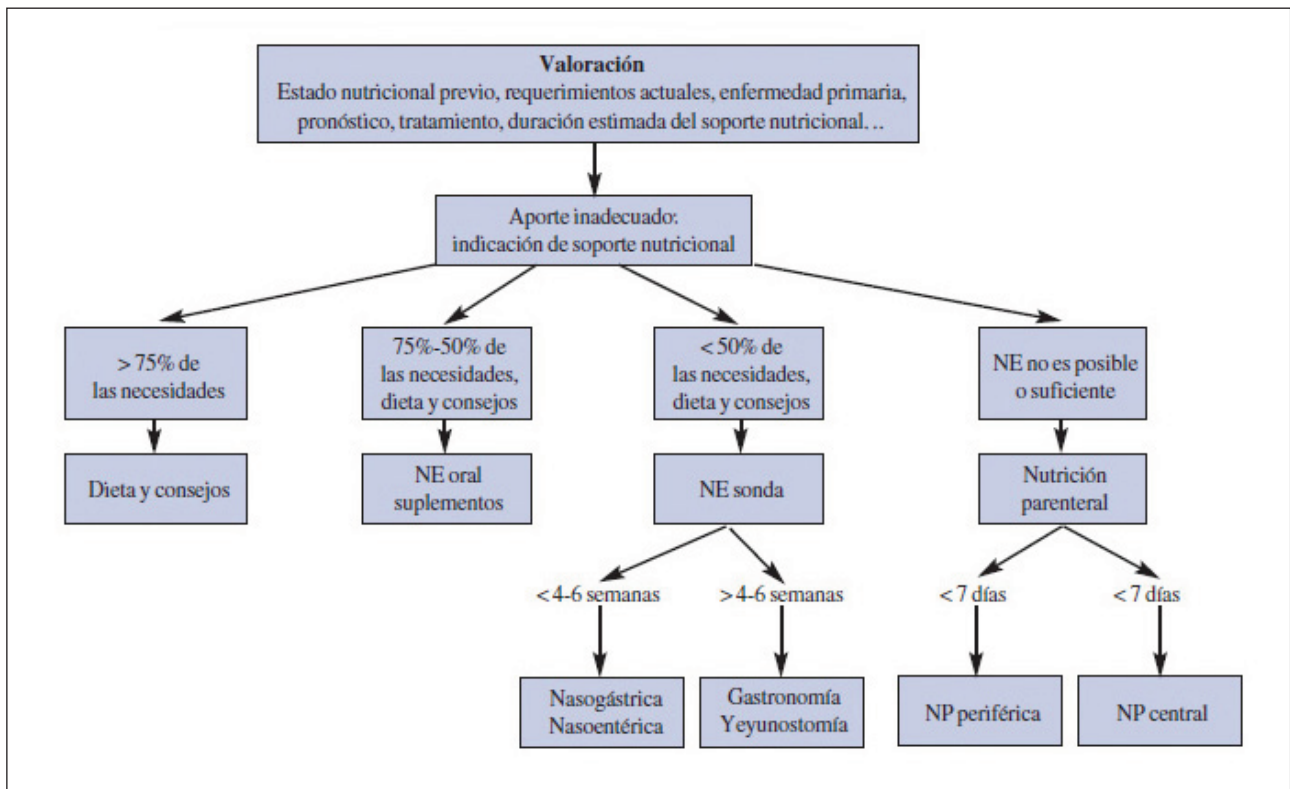 Valoración
Estado nutricional previo, requerimientos actuales, enfermedad primaria,
pronóstico, tratamiento, duración estimada del soporte nutricional. . .
Aporte inadecuado:
indicación de soporte nutricional
> 75% de
las necesidades
75%-50% de
las necesidades,
dieta y consejos
< 50% de
las necesidades,
dieta y consejos
NE no es posible
o suficiente
Dieta y consejos
NE oral
suplementos
NE sonda
Nutrición
parenteral
< 4-6 semanas
> 4-6 semanas
< 7 días
< 7 días
Nasogástrica
Nasoentérica
Gastronomía
Yeyunostomía
NP periférica
NP central